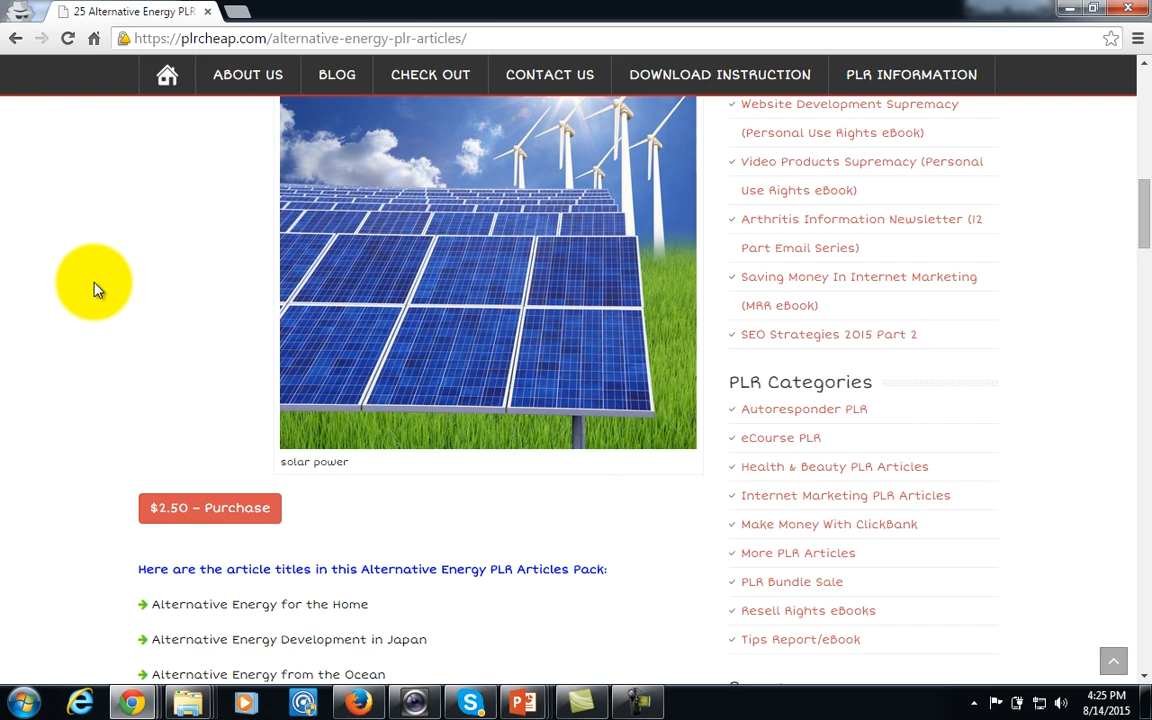 25 Alternative Energy PLR
https://plrcheap.com/alternative-energy-plr-articles/
ABOUT US
BLOG
CHECK OUT
CONTACT US
DOWNLOAD INSTRUCTION
PLR INFORMATION
solar power
$2.50 – Purchase
Here are the article titles in this Alternative Energy PLR Articles Pack:
Alternative Energy for the Home
Alternative Energy Development in Japan
Alternative Energy from the Ocean
Website Development Supremacy
(Personal Use Rights eBook)
Video Products Supremacy (Personal
Use Rights eBook)
Arthritis Information Newsletter (12
Part Email Series)
Saving Money In Internet Marketing
(MRR eBook)
SEO Strategies 2015 Part 2
PLR Categories
Autoresponder PLR
eCourse PLR
Health & Beauty PLR Articles
Internet Marketing PLR Articles
Make Money With ClickBank
More PLR Articles
PLR Bundle Sale
Resell Rights eBooks
Tips Report/eBook
4:25 PM
8/14/2015